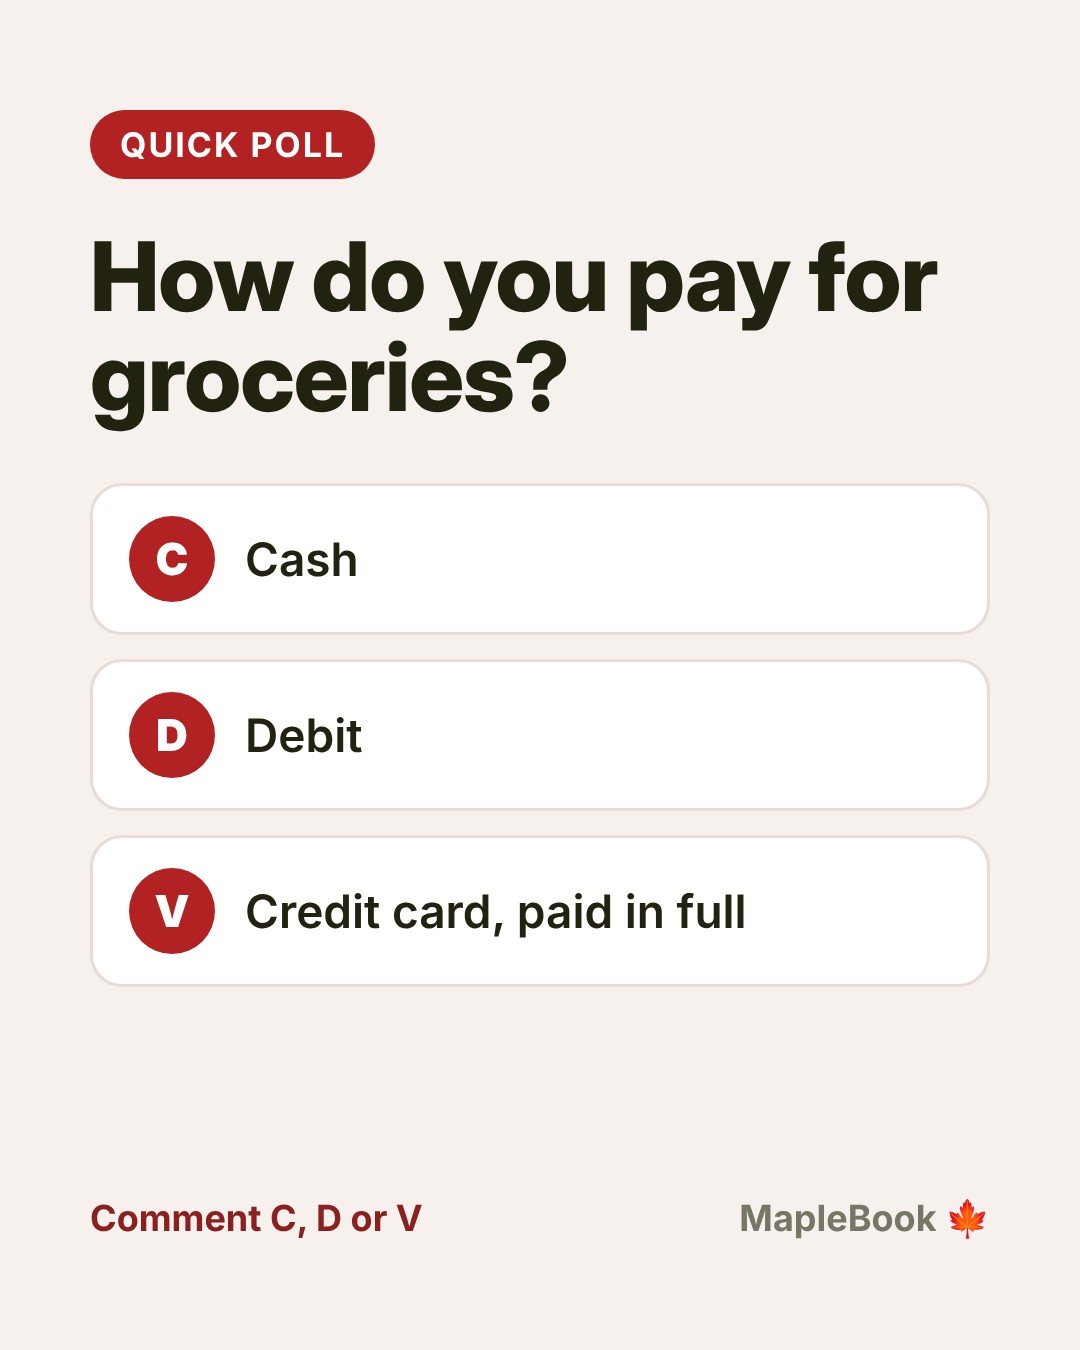 QUICK POLL
How do you pay for
groceries?
C Cash
D Debit
V Credit card, paid in full
Comment C, D or V
MapleBook 🍁